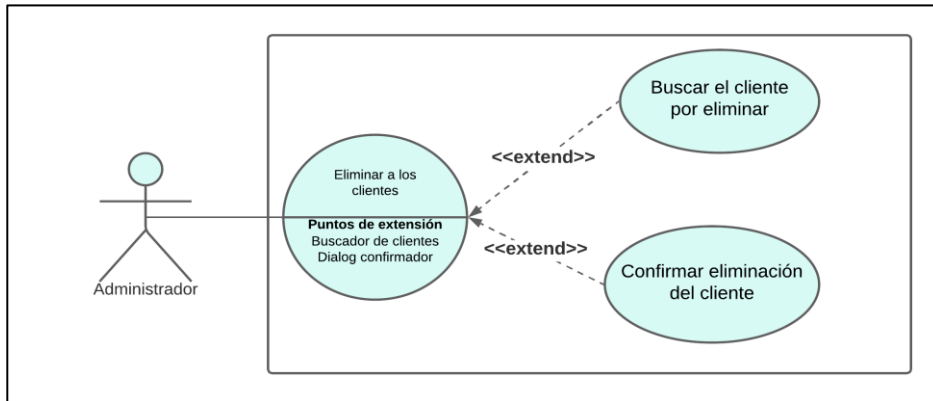 Buscar el cliente
por eliminar
<<extend>>
Eliminar a los
clientes
Puntos de extensión
Buscador de clientes
Dialog confirmador
<<extend>>
Confirmar eliminación
del cliente
Administrador